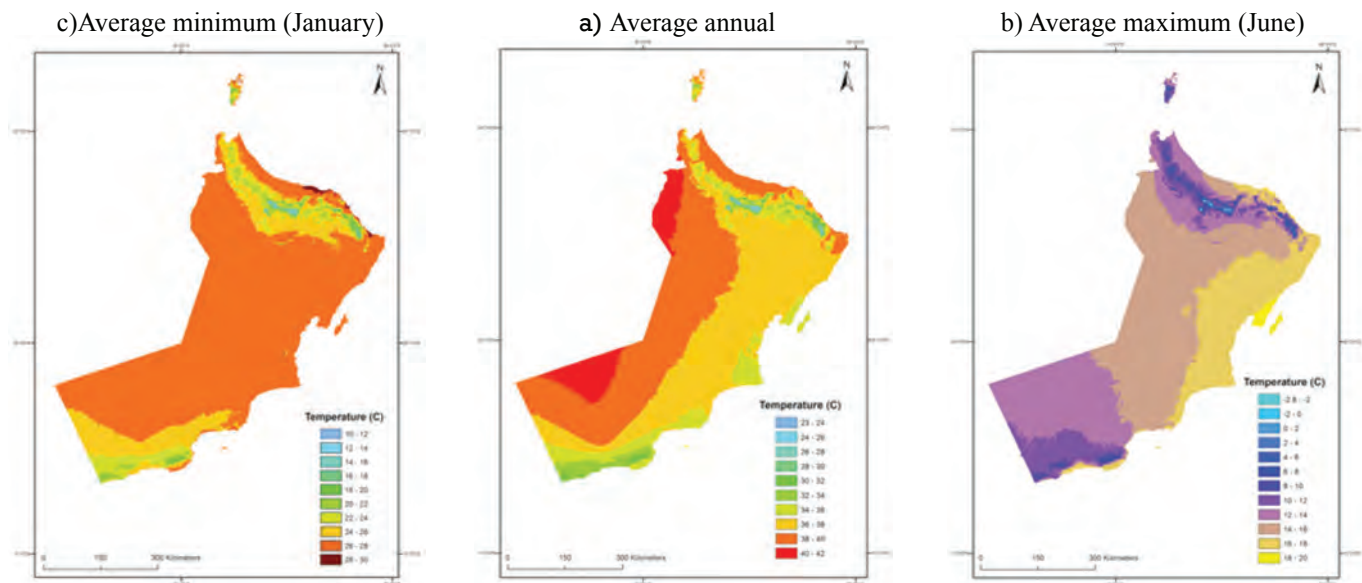 c)Average minimum (January)
a) Average annual
b) Average maximum (June)
N
N
N
Temperature (C)
10 - 12
12 - 14
14 - 16
16 - 18
18 - 20
20 - 22
22 - 24
24 - 26
26 - 28
28 - 30
0 150 300 Kilometers
Temperature (C)
23 - 24
24 - 26
26 - 28
28 - 30
30 - 32
32 - 34
34 - 36
36 - 38
38 - 40
40 - 42
0 150 300 Kilometers
Temperature (C)
-2.8 - -2
-2 - 0
0 - 2
2 - 4
4 - 6
6 - 8
8 - 10
10 - 12
12 - 14
14 - 16
16 - 18
18 - 20
0 150 300 Kilometers